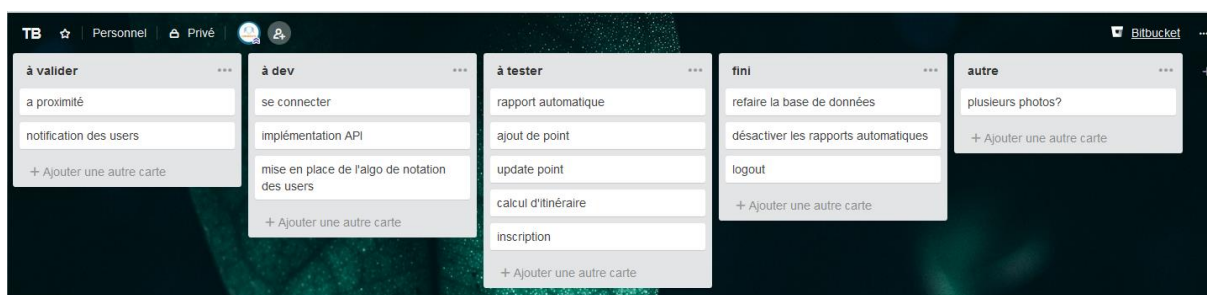 TB
Personnel
Privé
Bitbucket
à valider
a proximité
notification des users
+ Ajouter une autre carte
à dev
se connecter
implémentation API
mise en place de l'algo de notation
des users
+ Ajouter une autre carte
à tester
rapport automatique
ajout de point
update point
calcul d'itinéraire
inscription
+ Ajouter une autre carte
fini
refaire la base de données
désactiver les rapports automatiques
logout
+ Ajouter une autre carte
autre
plusieurs photos?
+ Ajouter une autre carte